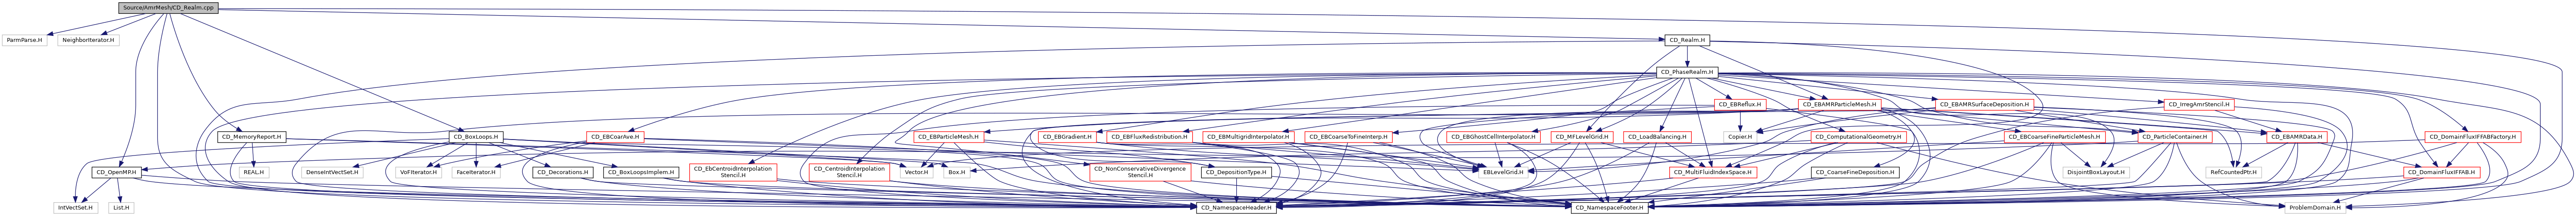 Source/AmrMesh/CD_Realm.cpp
ParmParse.H
NeighborIterator.H
CD_Realm.H
CD_PhaseRealm.H
CD_EBReflux.H
CD_EBAMRParticleMesh.H
CD_EBAMRSurfaceDeposition.H
CD_IrregAmrStencil.H
CD_MemoryReport.H
CD_BoxLoops.H
CD_EBCoarAve.H
CD_EBParticleMesh.H
CD_EBGradient.H
CD_EBFluxRedistribution.H
CD_EBMultigridInterpolator.H
CD_EBCoarseToFineInterp.H
CD_EBGhostCellInterpolator.H
CD_MFLevelGrid.H
CD_LoadBalancing.H
Copier.H
CD_ComputationalGeometry.H
CD_EBCoarseFineParticleMesh.H
CD_ParticleContainer.H
CD_EBAMRData.H
CD_DomainFluxIFFABFactory.H
CD_OpenMP.H
REAL.H
DenseIntVectSet.H
VoFIterator.H
FaceIterator.H
CD_Decorations.H
CD_BoxLoopsImplem.H
CD_EbCentroidInterpolation
Stencil.H
CD_CentroidInterpolation
Stencil.H
Vector.H
Box.H
CD_NonConservativeDivergence
Stencil.H
CD_DepositionType.H
EBLevelGrid.H
CD_MultiFluidIndexSpace.H
CD_CoarseFineDeposition.H
DisjointBoxLayout.H
RefCountedPtr.H
CD_DomainFluxIFFAB.H
IntVectSet.H
List.H
CD_NamespaceHeader.H
CD_NamespaceFooter.H
ProblemDomain.H